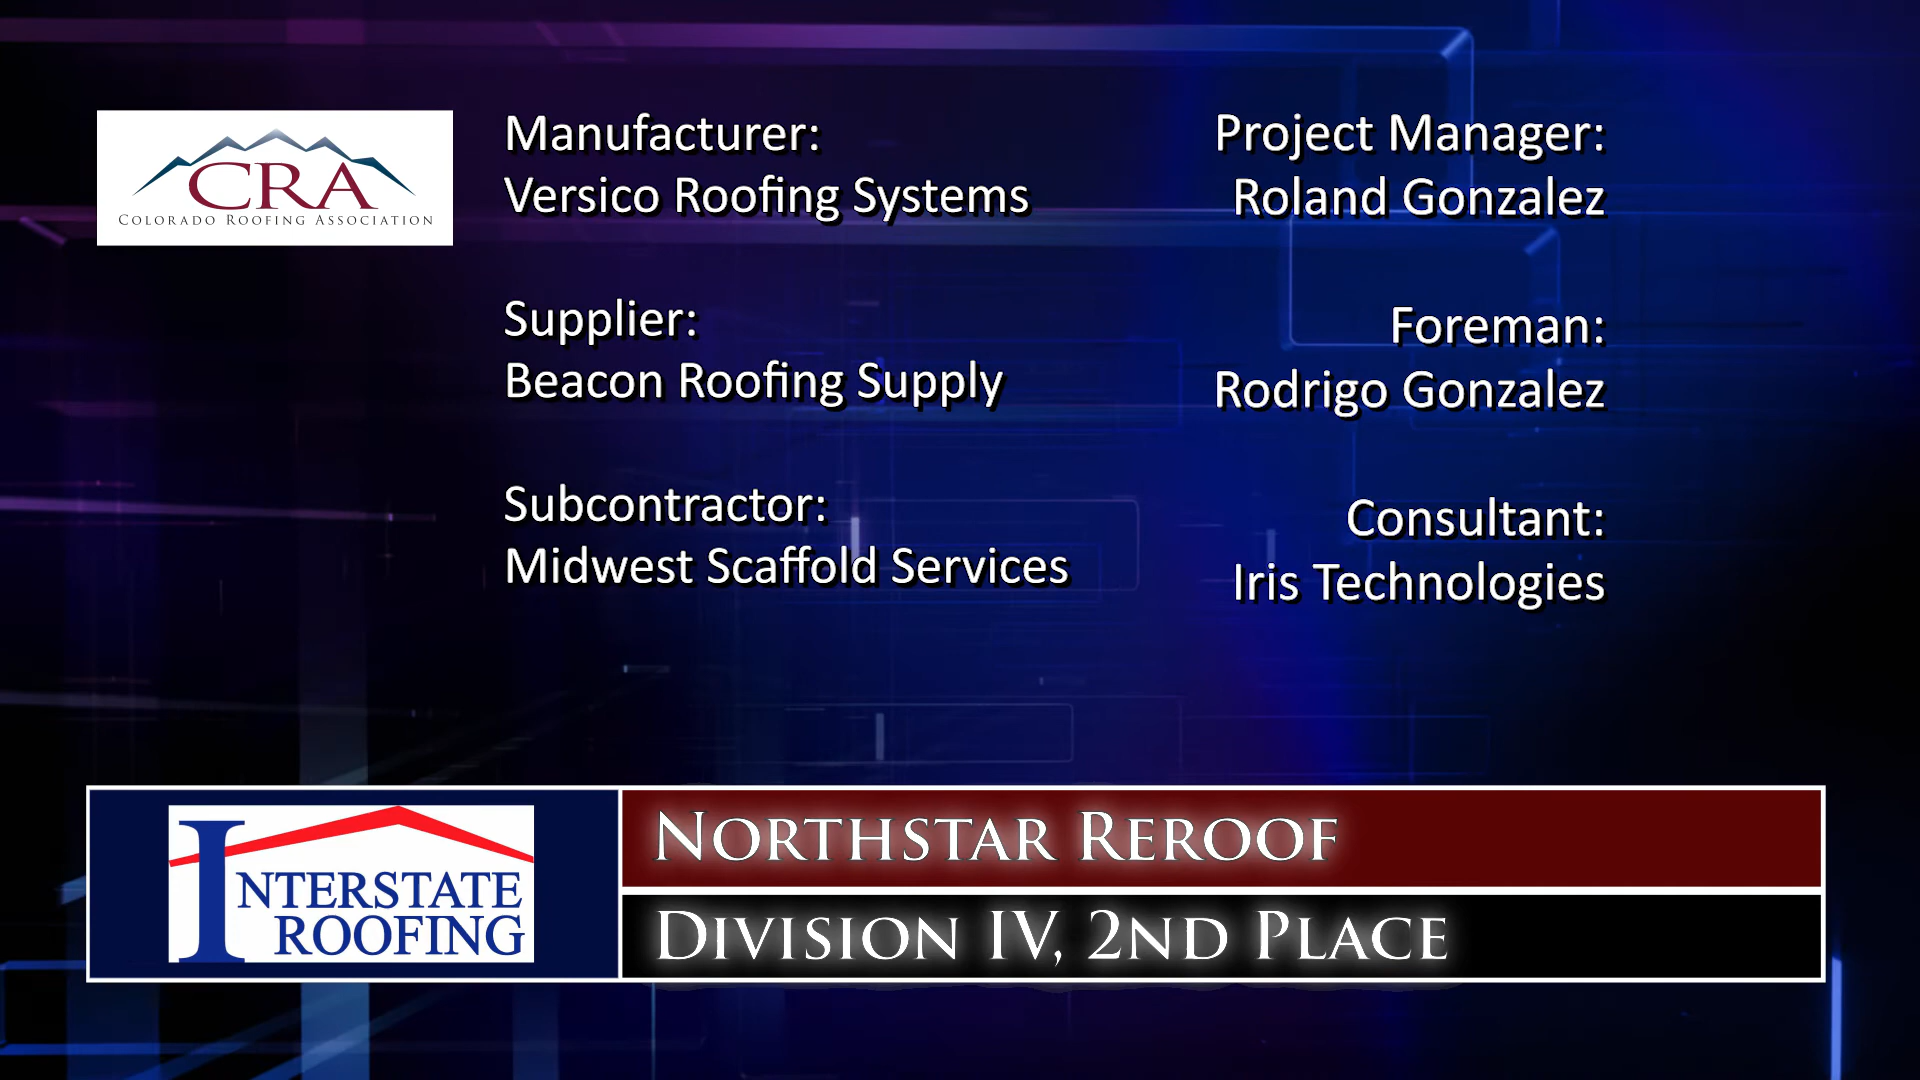 CRA
Colorado Roofing Association
Manufacturer:
Versico Roofing Systems
Supplier:
Beacon Roofing Supply
Subcontractor:
Midwest Scaffold Services
Project Manager:
Roland Gonzalez
Foreman:
Rodrigo Gonzalez
Consultant:
Iris Technologies
INTERSTATE
ROOFING
Northstar Reroof
Division IV, 2nd Place